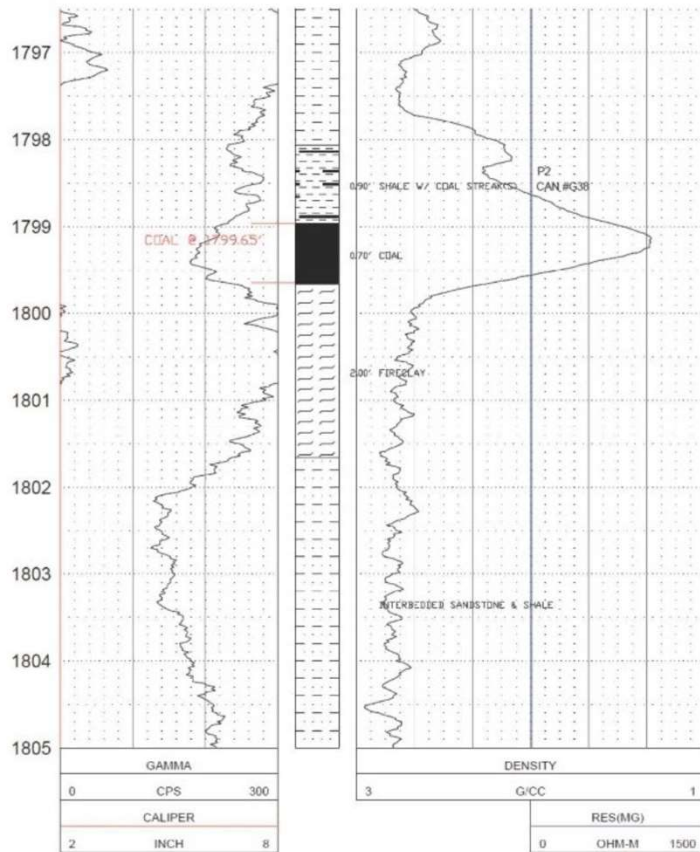 1797
1798
P2
0.90' SHALE W/ COAL STREAK(S) CAN #G38
1799
COAL @ 1799.65'
0.70' COAL
1800
2.00' FIRECLAY
1801
1802
1803
INTERBEDDED SANDSTONE & SHALE
1804
1805
GAMMA DENSITY
0 CPS 300 3 G/CC 1
CALIPER RES(MG)
2 INCH 8 0 OHM-M 1500